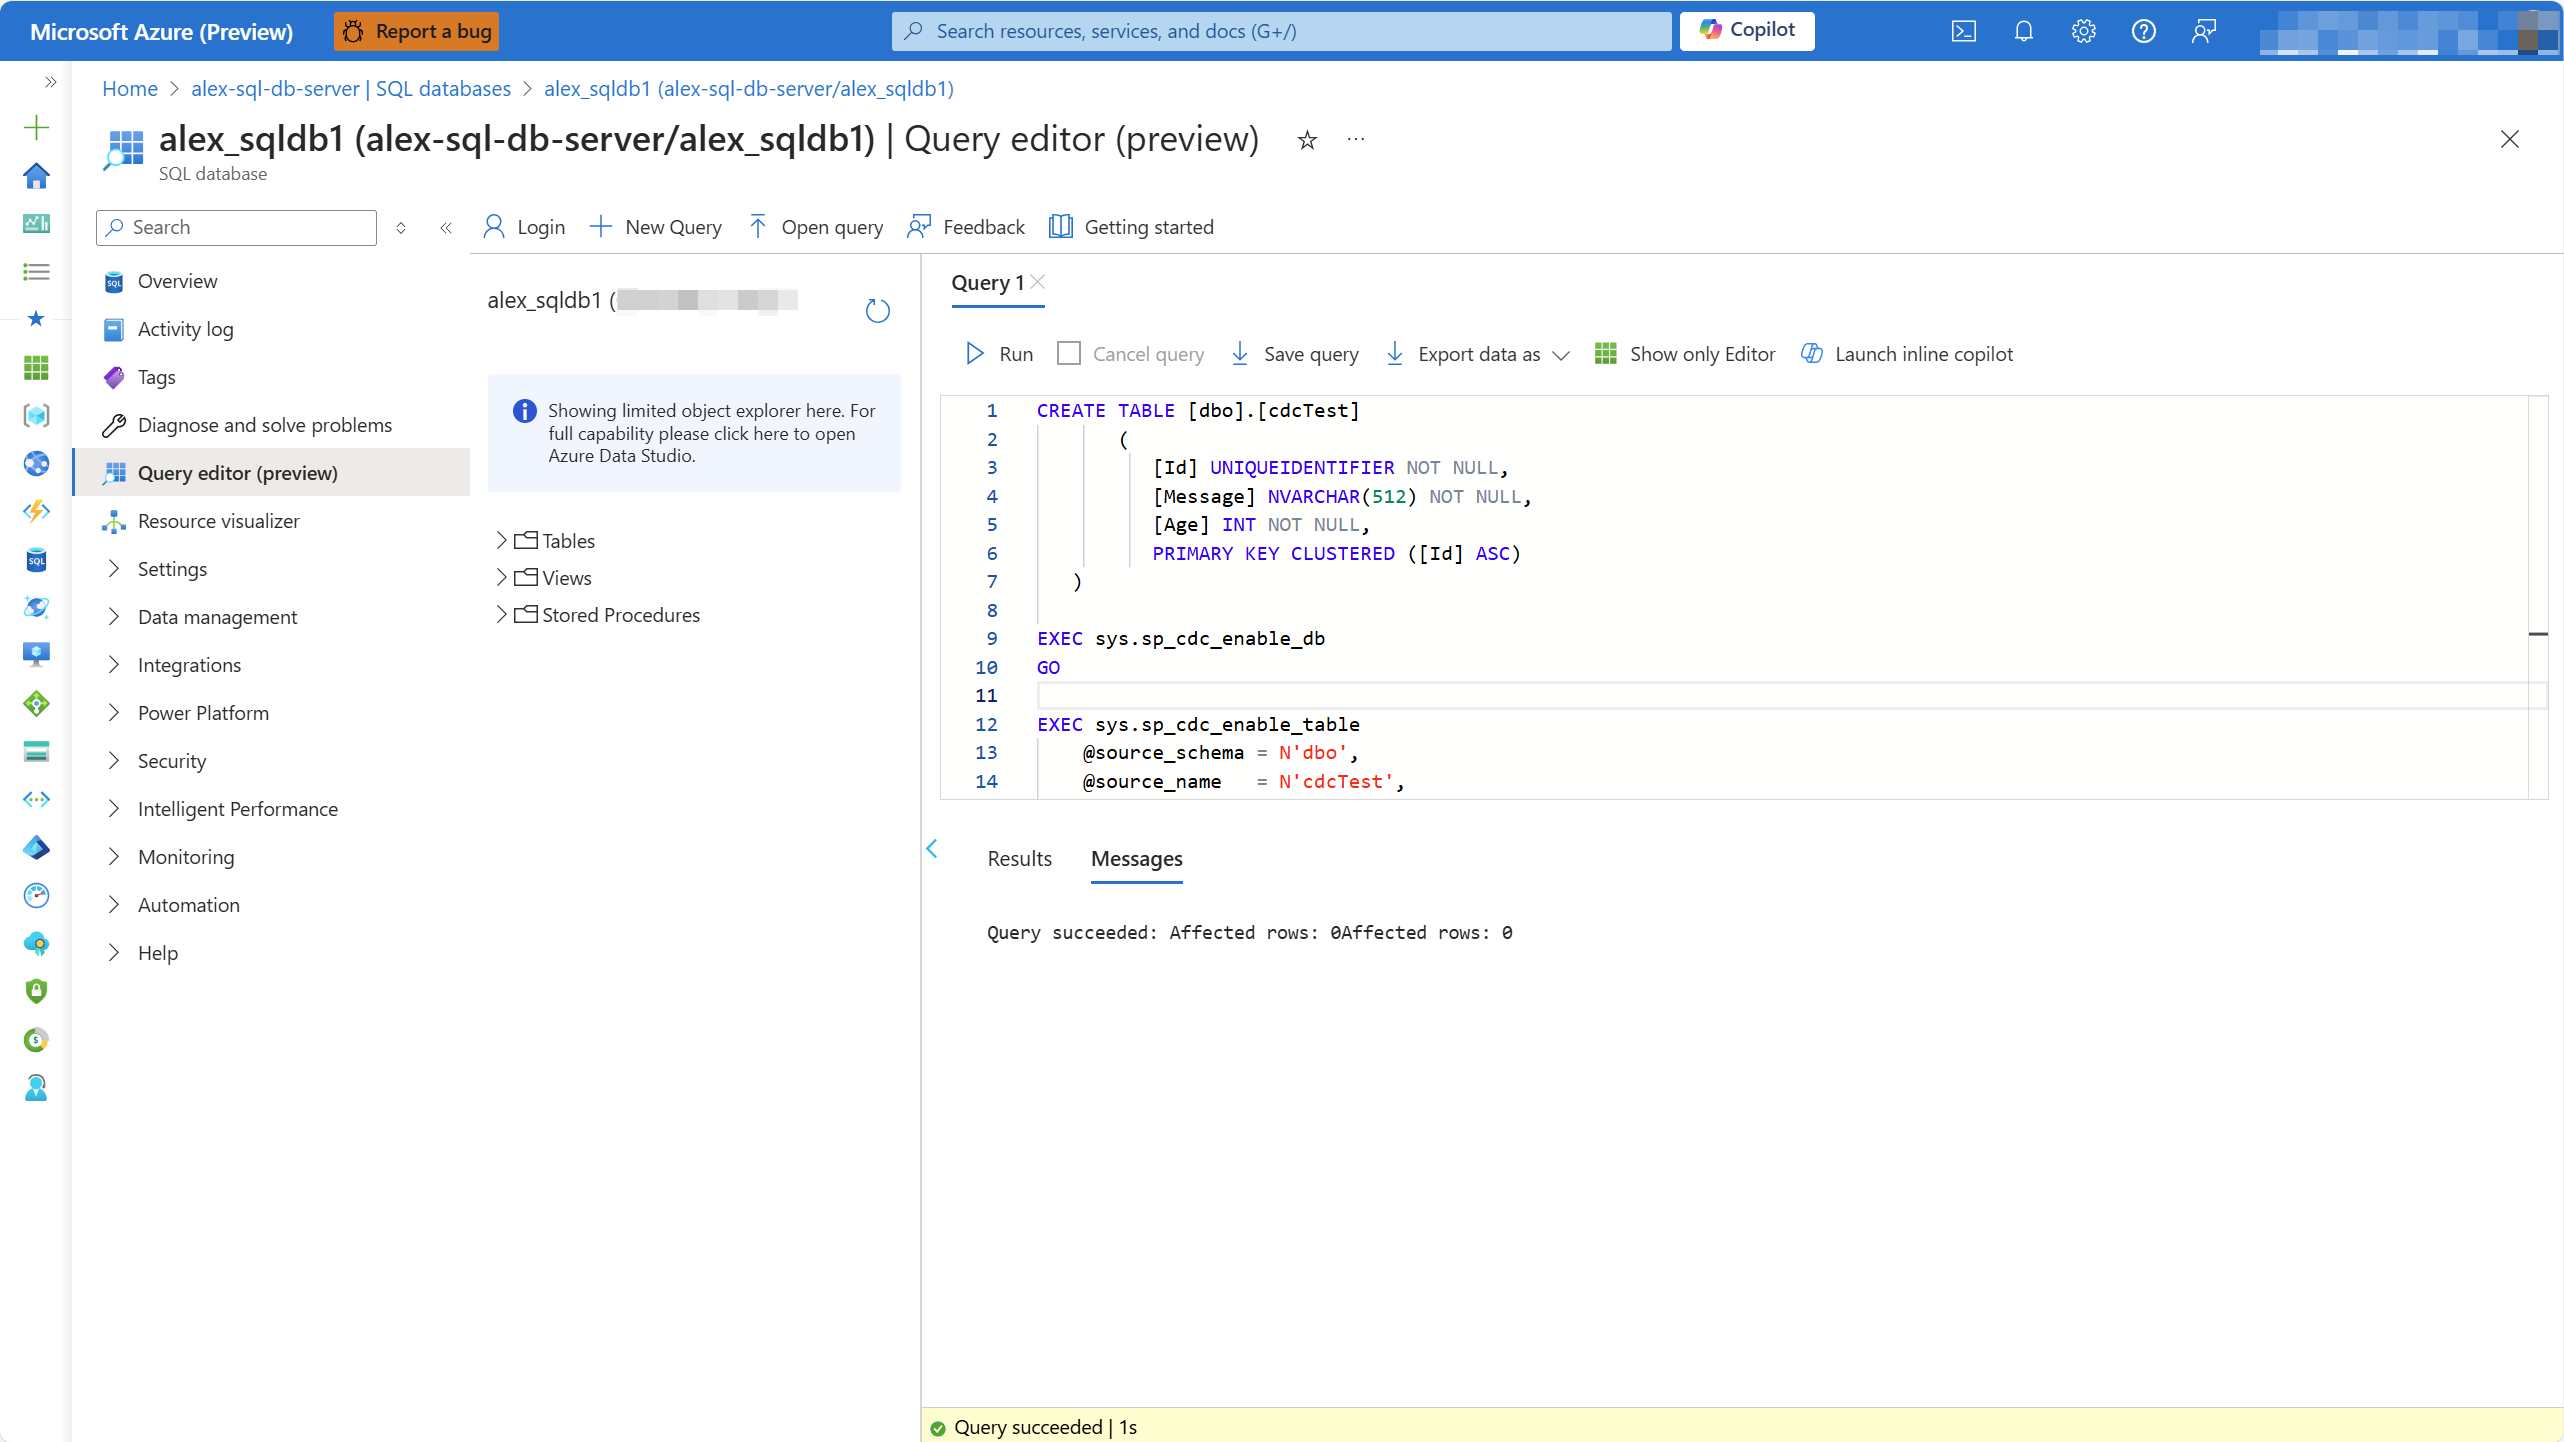 Microsoft Azure (Preview)
Report a bug
Search resources, services, and docs (G+/)
Copilot
Home > alex-sql-db-server | SQL databases > alex_sqldb1 (alex-sql-db-server/alex_sqldb1)
alex_sqldb1 (alex-sql-db-server/alex_sqldb1) | Query editor (preview)
SQL database
Search
Login
New Query
Open query
Feedback
Getting started
Overview
Activity log
Tags
Diagnose and solve problems
Query editor (preview)
Resource visualizer
Settings
Data management
Integrations
Power Platform
Security
Intelligent Performance
Monitoring
Automation
Help
alex_sqldb1 (
Showing limited object explorer here. For
full capability please click here to open
Azure Data Studio.
Tables
Views
Stored Procedures
Query 1
Run
Cancel query
Save query
Export data as
Show only Editor
Launch inline copilot
1 CREATE TABLE [dbo].[cdcTest]
2 (
3 [Id] UNIQUEIDENTIFIER NOT NULL,
4 [Message] NVARCHAR(512) NOT NULL,
5 [Age] INT NOT NULL,
6 PRIMARY KEY CLUSTERED ([Id] ASC)
7 )
8
9 EXEC sys.sp_cdc_enable_db
10 GO
11
12 EXEC sys.sp_cdc_enable_table
13 @source_schema = N'dbo',
14 @source_name = N'cdcTest',
Results
Messages
Query succeeded: Affected rows: 0Affected rows: 0
Query succeeded | 1s